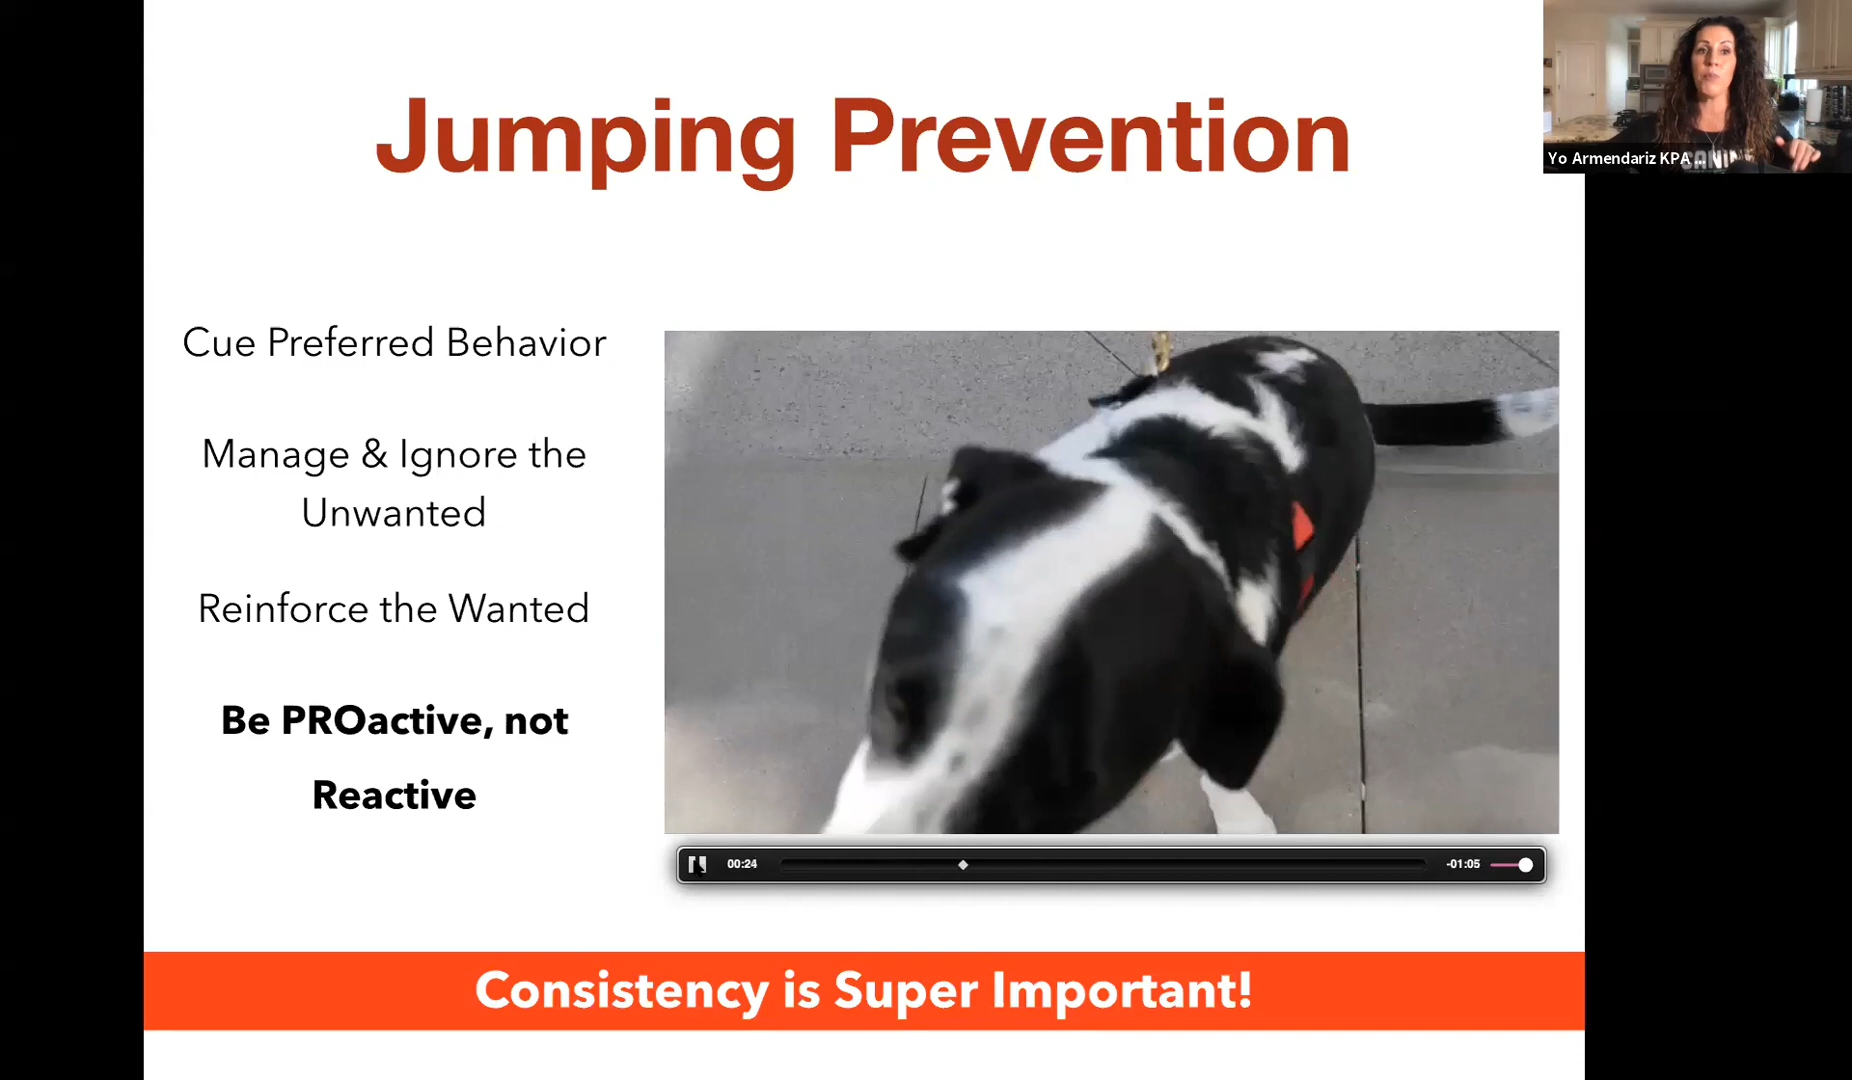 Jumping Prevention
Yo Armendariz KPA ...
Cue Preferred Behavior
Manage & Ignore the
Unwanted
Reinforce the Wanted
Be PROactive, not
Reactive
00:24
-01:05
Consistency is Super Important!